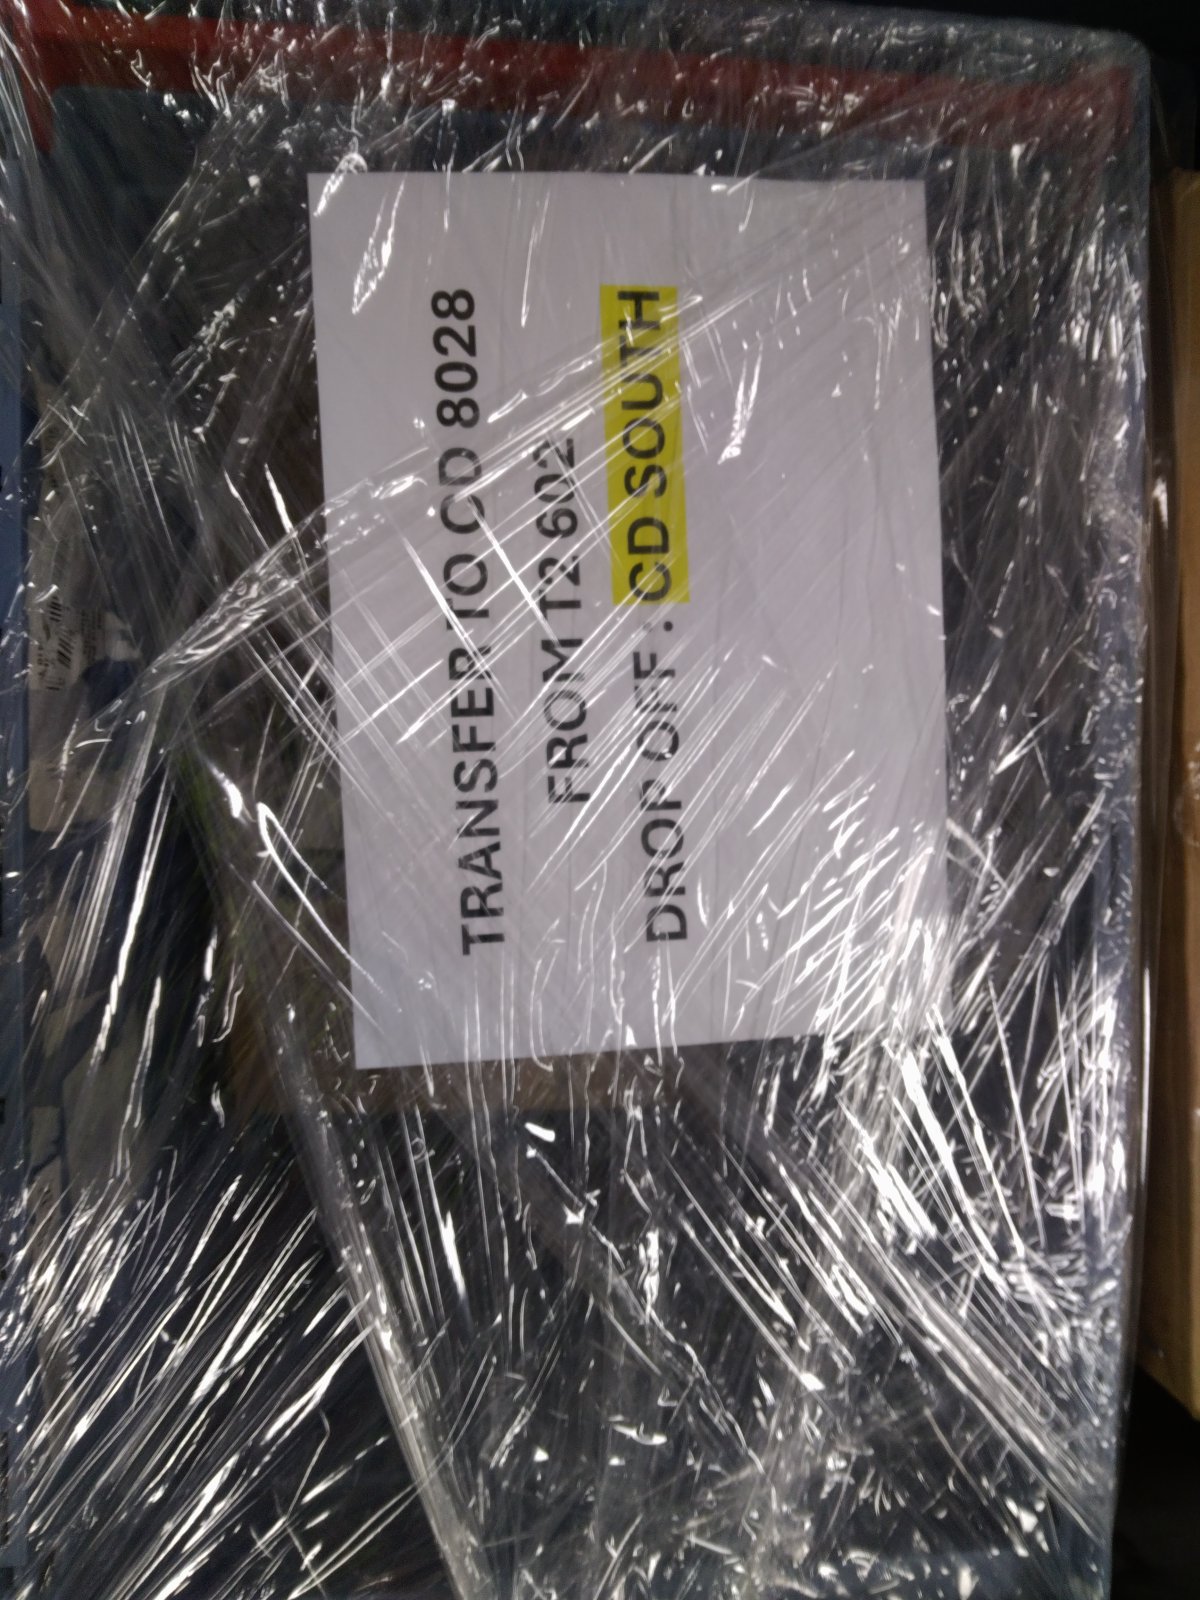 TRANSFER TO CD 8028
FROM T2 602
DROP OFF : CD SOUTH